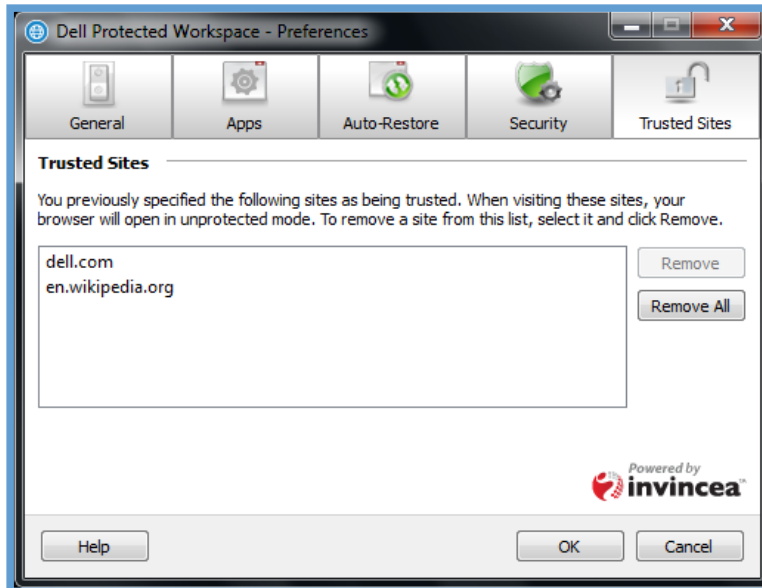 Dell Protected Workspace - Preferences
General
Apps
Auto-Restore
Security
Trusted Sites
Trusted Sites
You previously specified the following sites as being trusted. When visiting these sites, your
browser will open in unprotected mode. To remove a site from this list, select it and click Remove.
dell.com
en.wikipedia.org
Remove
Remove All
Powered by
invincea
Help
OK
Cancel